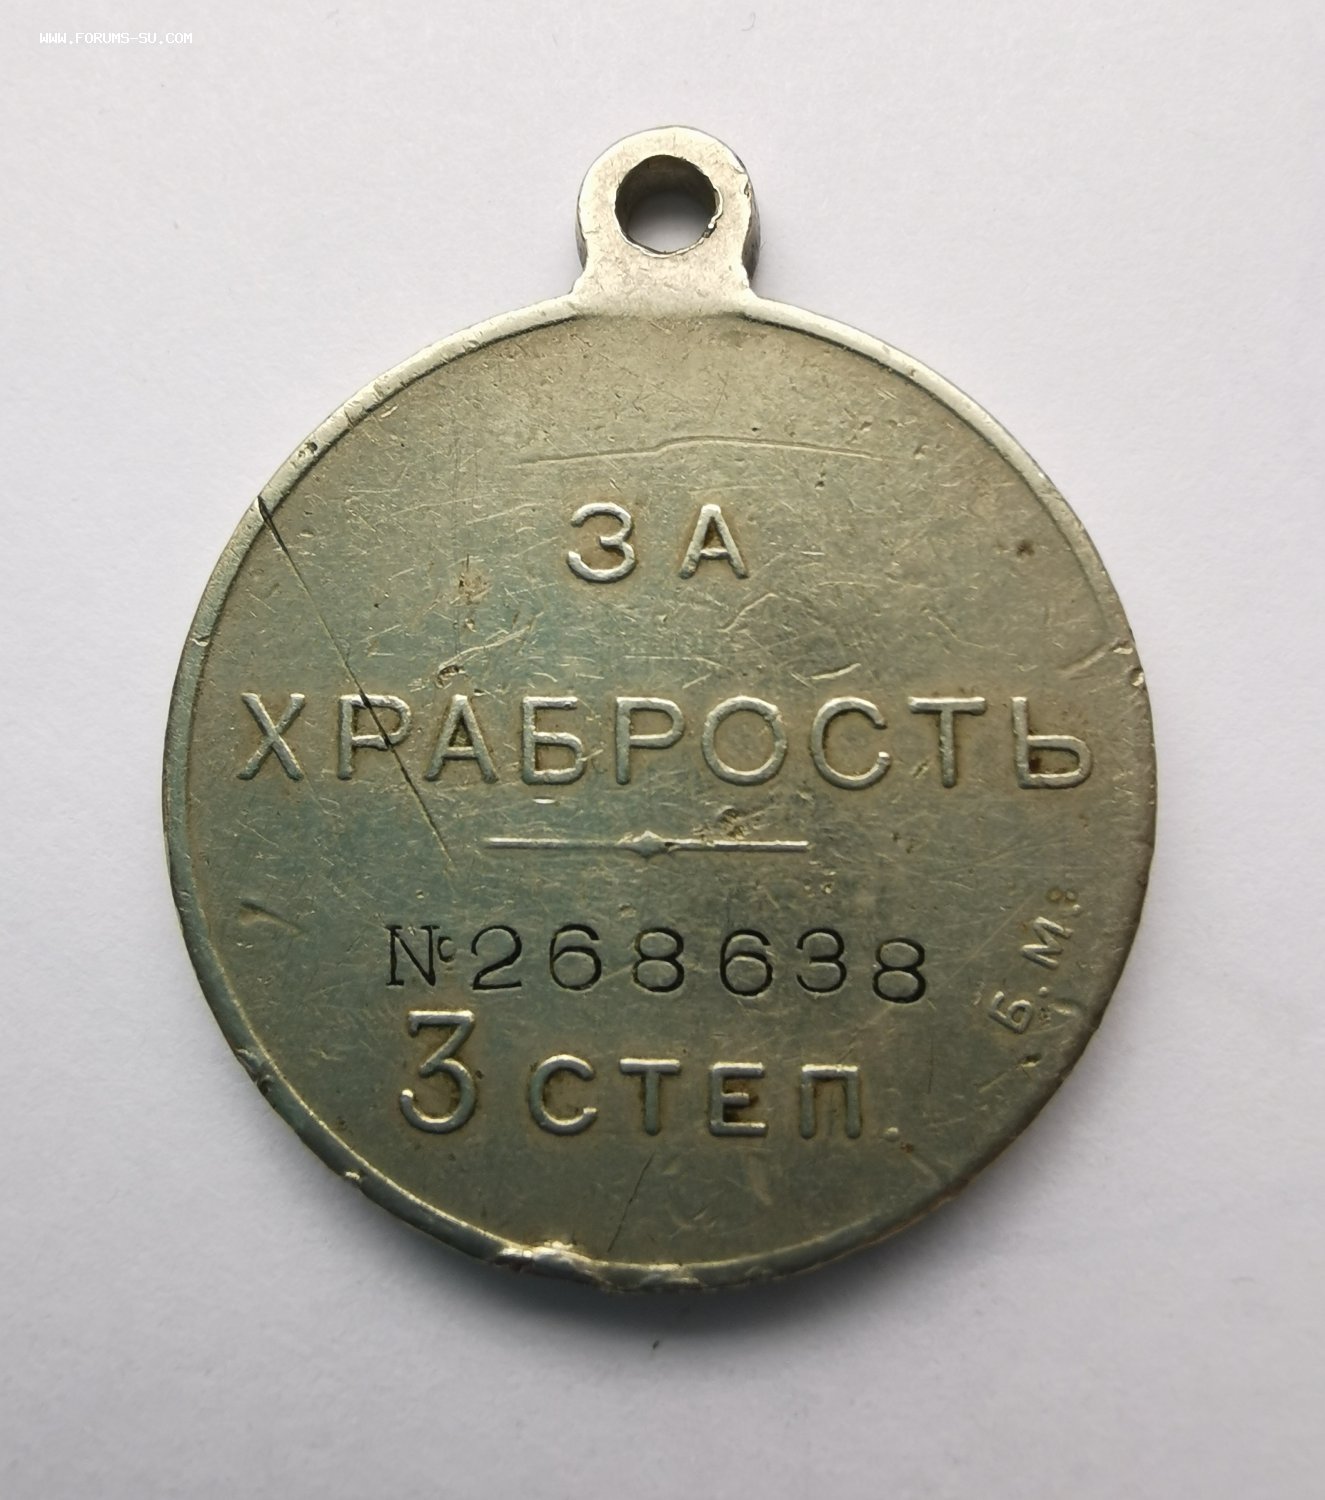 WWW.FORUMS-SU.COM
ЗА
ХРАБРОСТЬ
№268638
3 СТЕП.
Б.М.